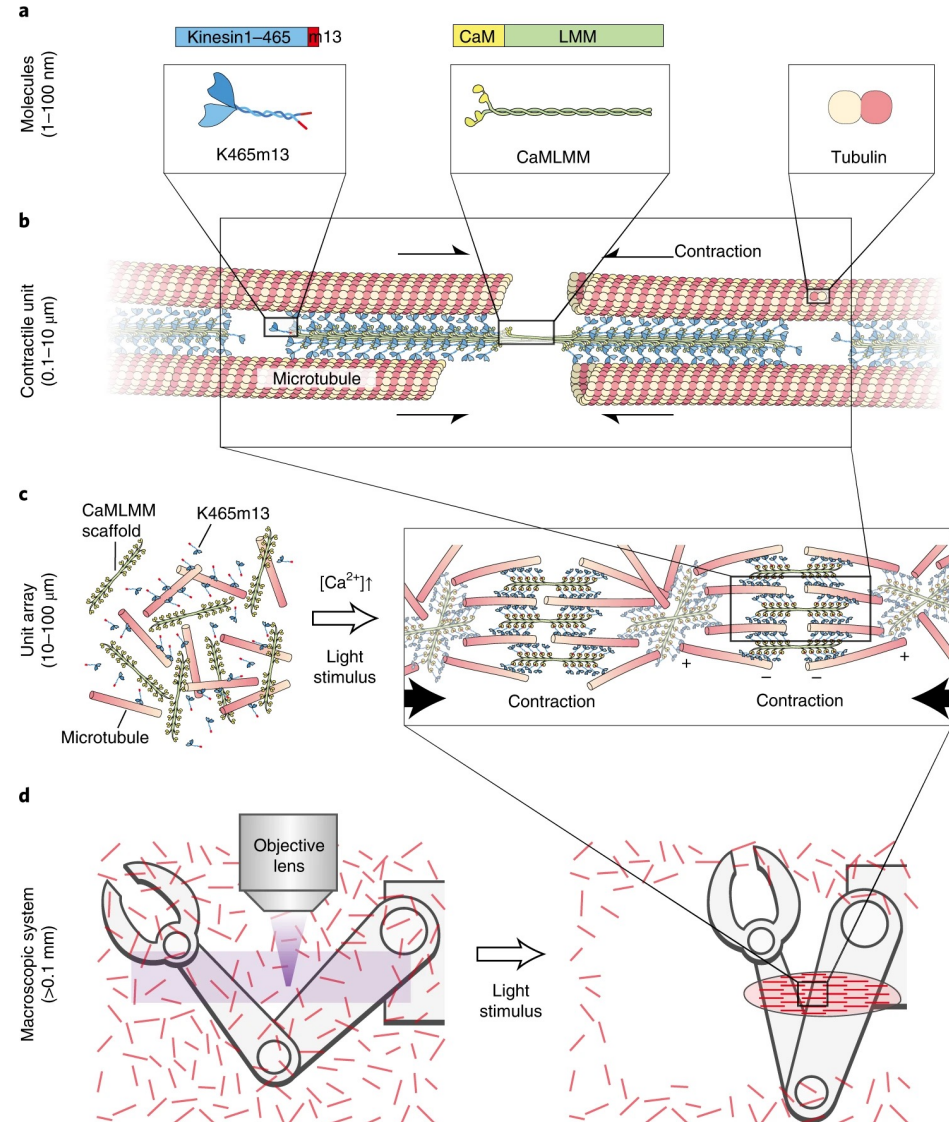 a
Molecules
(1–100 nm)
Kinesin1–465 m13
CaM LMM
K465m13
CaMLMM
Tubulin
b
Contractile unit
(0.1–10 μm)
Contraction
Microtubule
c
Unit array
(10–100 μm)
CaMLMM
scaffold
K465m13
Microtubule
[Ca²⁺]↑
Light
stimulus
+
–
–
+
Contraction
Contraction
d
Macroscopic system
(>0.1 mm)
Objective
lens
Light
stimulus